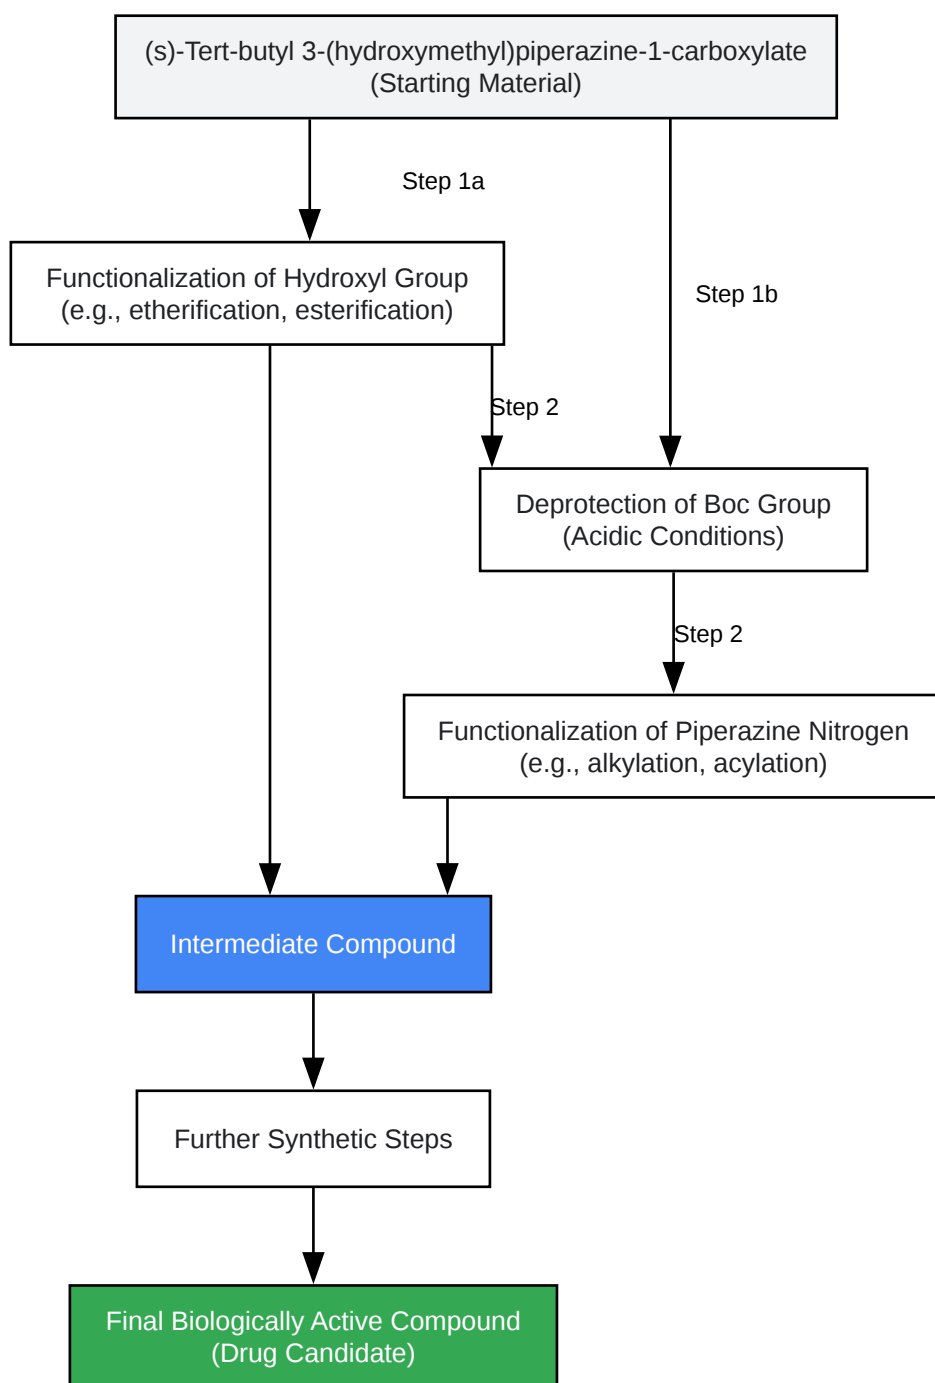 (s)-Tert-butyl 3-(hydroxymethyl)piperazine-1-carboxylate
(Starting Material)
Step 1a
Functionalization of Hydroxyl Group
(e.g., etherification, esterification)
Step 1b
Step 2
Deprotection of Boc Group
(Acidic Conditions)
Step 2
Functionalization of Piperazine Nitrogen
(e.g., alkylation, acylation)
Intermediate Compound
Further Synthetic Steps
Final Biologically Active Compound
(Drug Candidate)